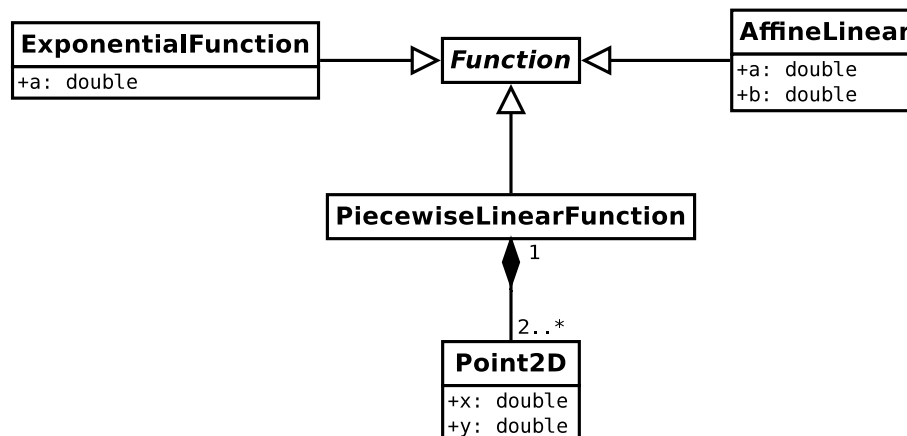 ExponentialFunction
+a: double
Function
AffineLinear
+a: double
+b: double
PiecewiseLinearFunction
1
2..*
Point2D
+x: double
+y: double